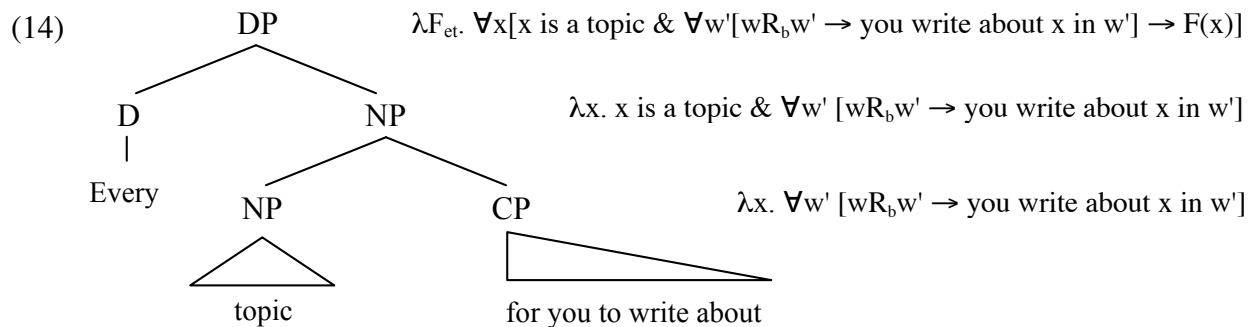 (14) DP λF_et. ∀x[x is a topic & ∀w'[wR_bw' → you write about x in w'] → F(x)]
D NP λx. x is a topic & ∀w' [wR_bw' → you write about x in w']
Every NP CP λx. ∀w' [wR_bw' → you write about x in w']
topic for you to write about